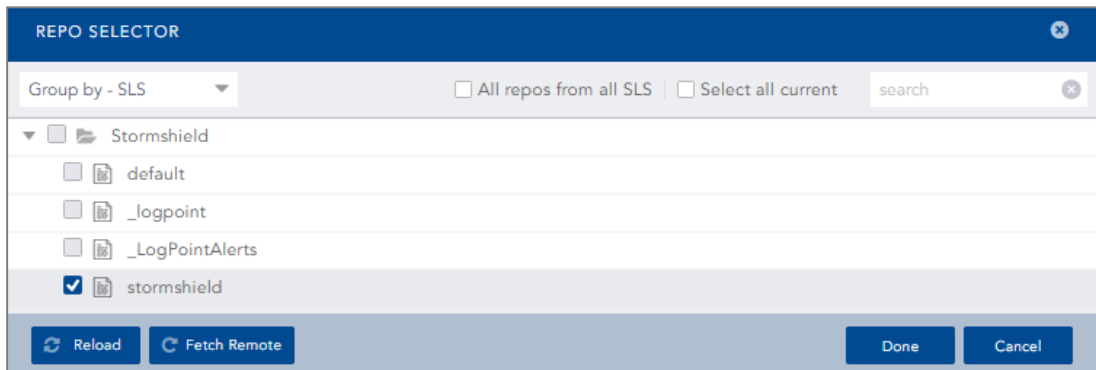 REPO SELECTOR
Group by - SLS All repos from all SLS Select all current search
Stormshield
default
_logpoint
_LogPointAlerts
stormshield
Reload Fetch Remote Done Cancel